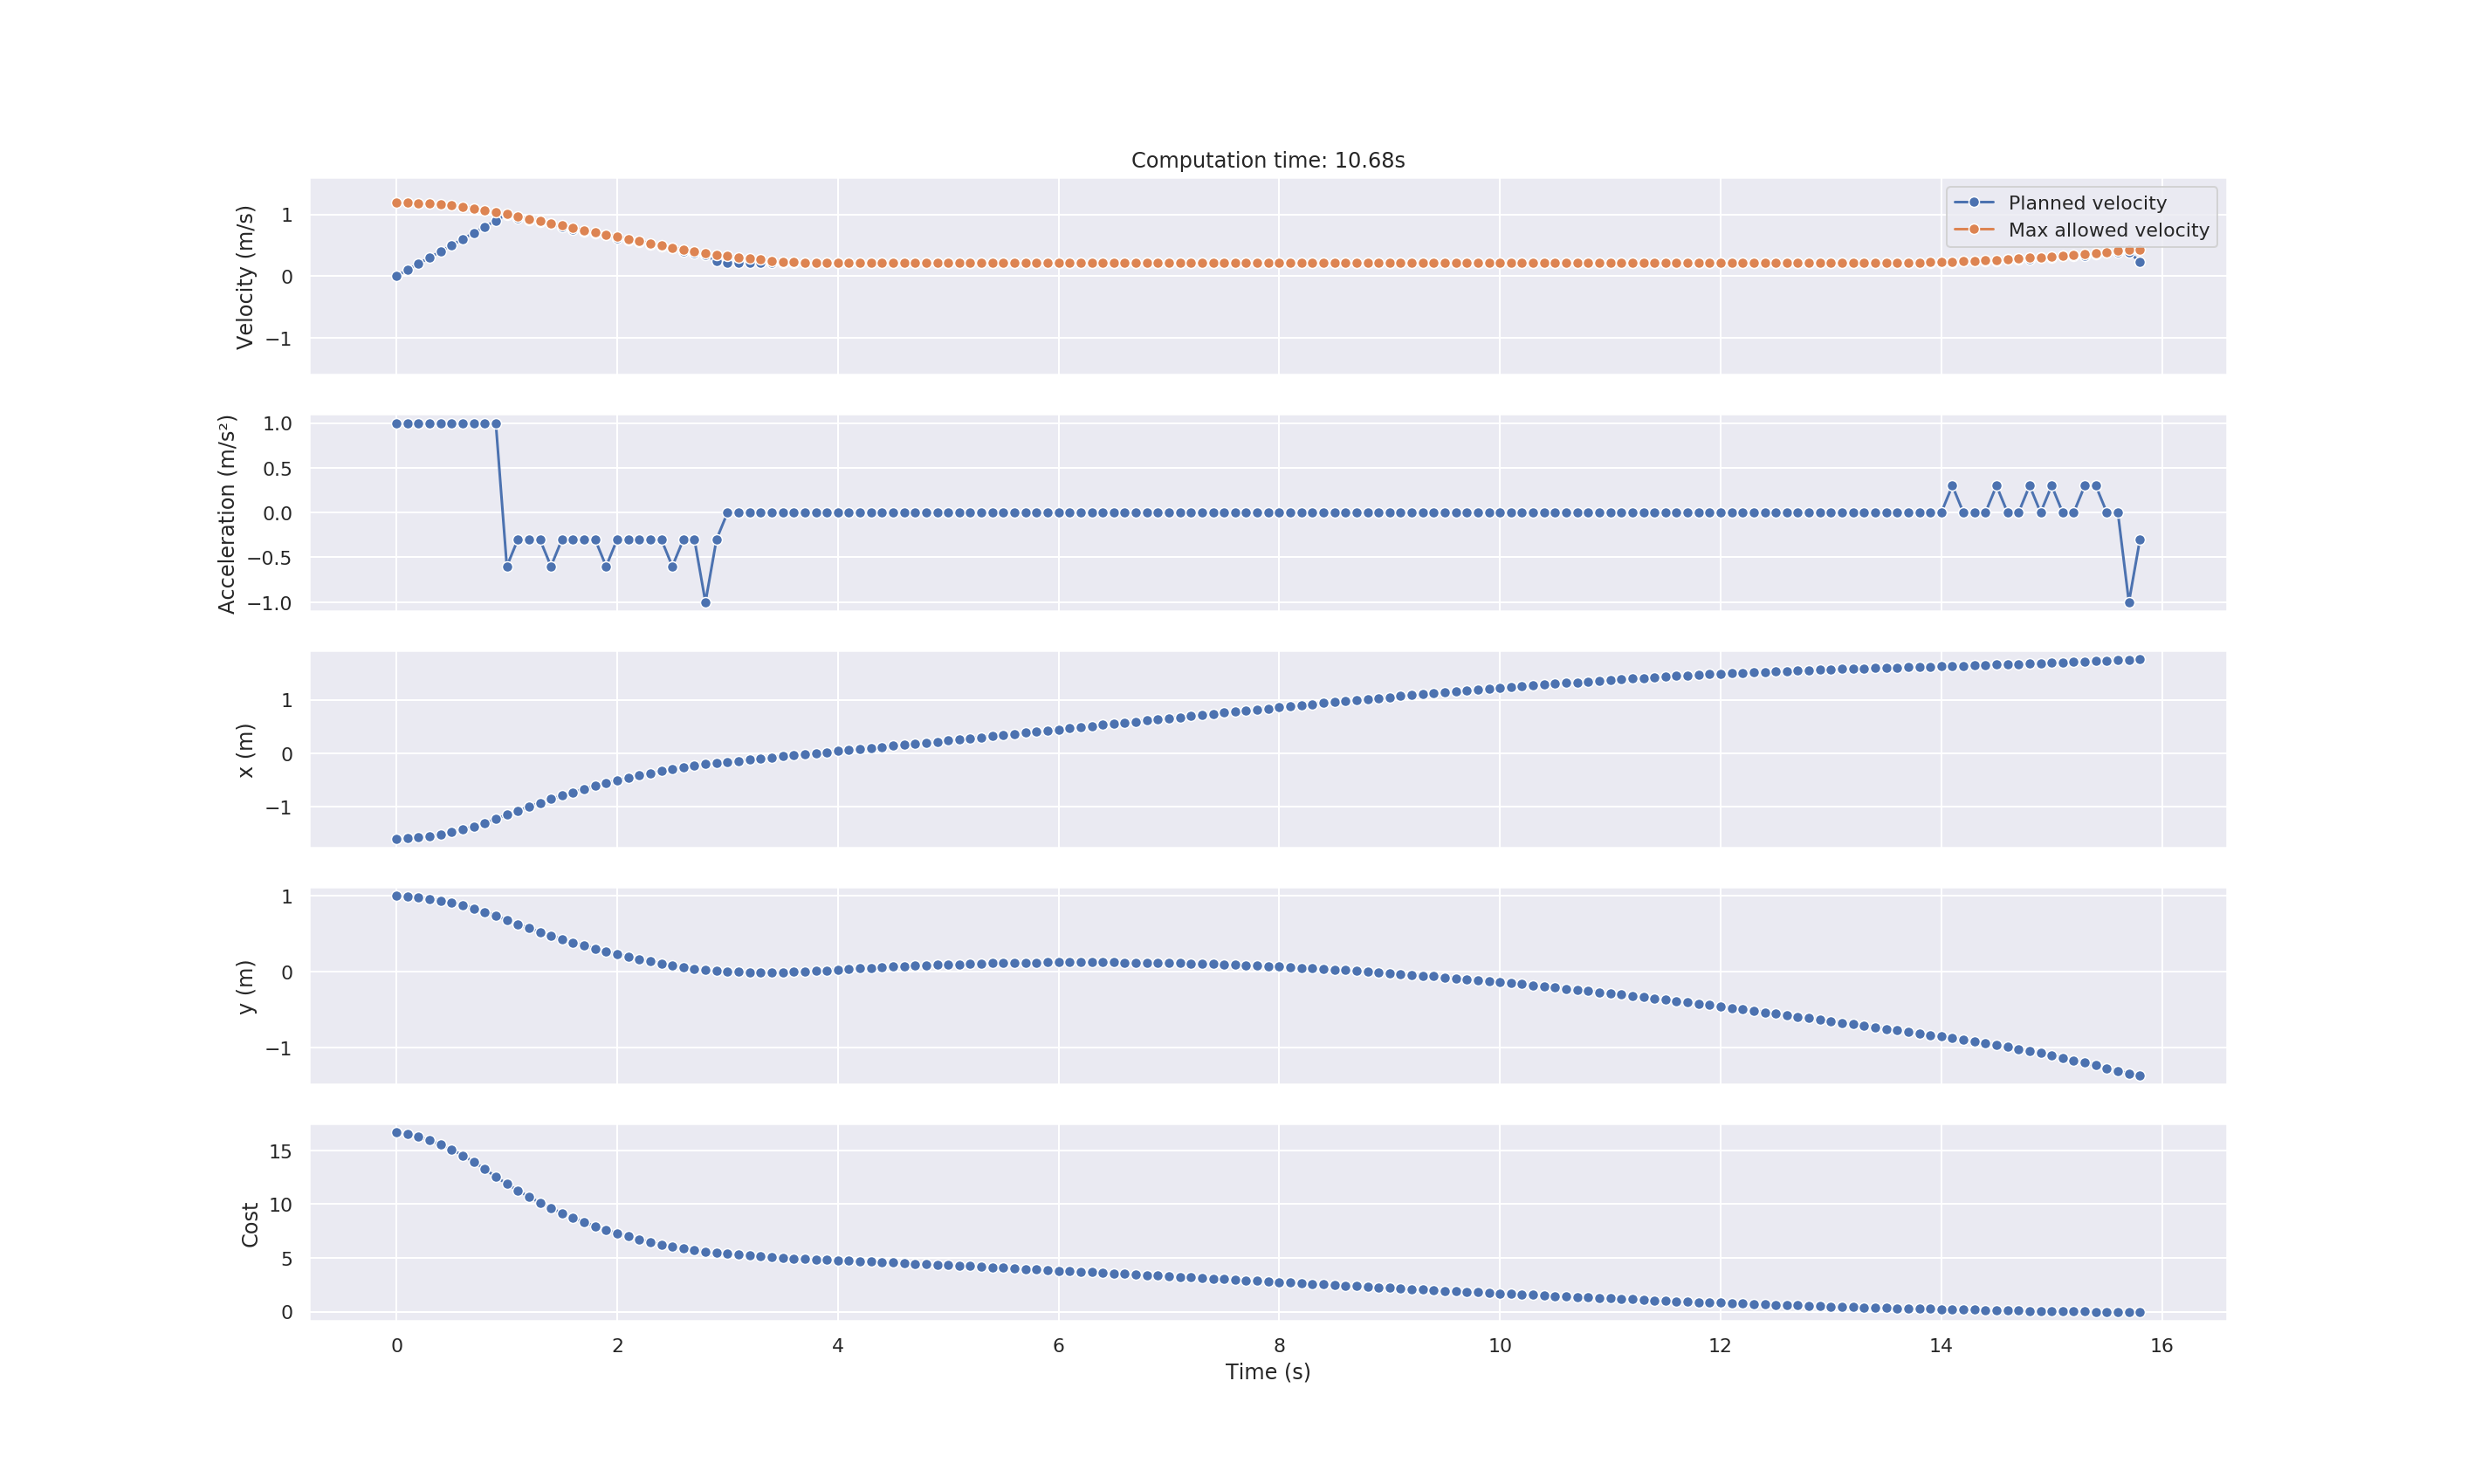 Computation time: 10.68s
Velocity (m/s)
1
0
−1
Planned velocity
Max allowed velocity
Acceleration (m/s²)
1.0
0.5
0.0
−0.5
−1.0
x (m)
1
0
−1
y (m)
1
0
−1
Cost
15
10
5
0
0 2 4 6 8 10 12 14 16
Time (s)